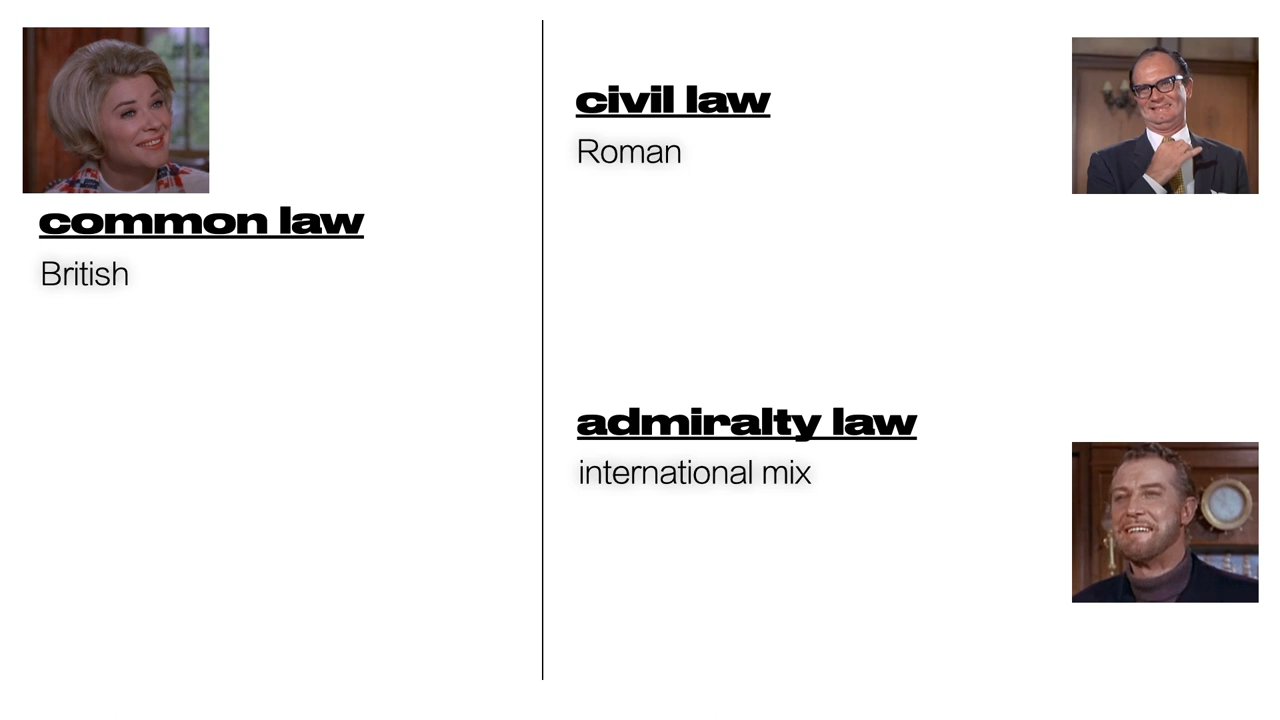 common law
British
civil law
Roman
admiralty law
international mix